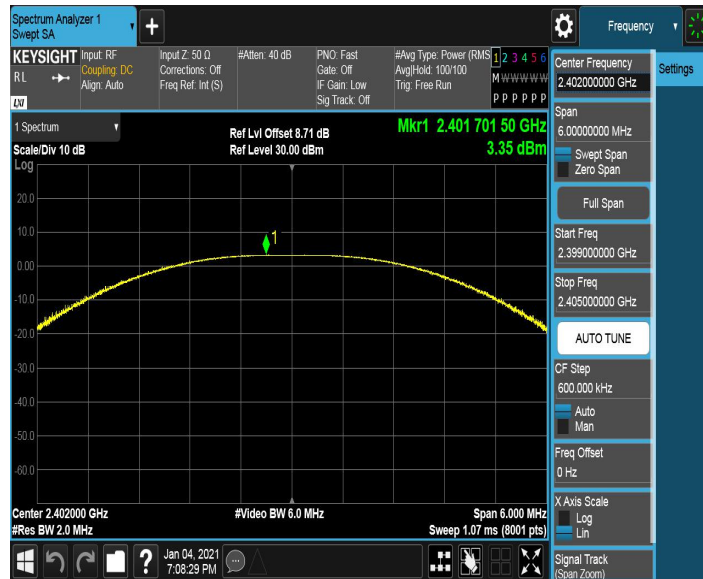 Spectrum Analyzer 1
Swept SA
+
Frequency
KEYSIGHT
RL
LXI
Input: RF
Coupling: DC
Align: Auto
Input Z: 50 Ω
Corrections: Off
Freq Ref: Int (S)
#Atten: 40 dB
PNO: Fast
Gate: Off
IF Gain: Low
Sig Track: Off
#Avg Type: Power (RMS
Avg|Hold: 100/100
Trig: Free Run
1 2 3 4 5 6
M W W W W W
P P P P P P
1 Spectrum
Scale/Div 10 dB
Log
Ref Lvl Offset 8.71 dB
Ref Level 30.00 dBm
Mkr1 2.401 701 50 GHz
3.35 dBm
1
20.0
10.0
0.00
-10.0
-20.0
-30.0
-40.0
-50.0
-60.0
Center 2.402000 GHz
#Res BW 2.0 MHz
#Video BW 6.0 MHz
Span 6.000 MHz
Sweep 1.07 ms (8001 pts)
?
Jan 04, 2021
7:08:29 PM
Center Frequency
2.402000000 GHz
Settings
Span
6.00000000 MHz
Swept Span
Zero Span
Full Span
Start Freq
2.399000000 GHz
Stop Freq
2.405000000 GHz
AUTO TUNE
CF Step
600.000 kHz
Auto
Man
Freq Offset
0 Hz
X Axis Scale
Log
Lin
Signal Track
(Span Zoom)